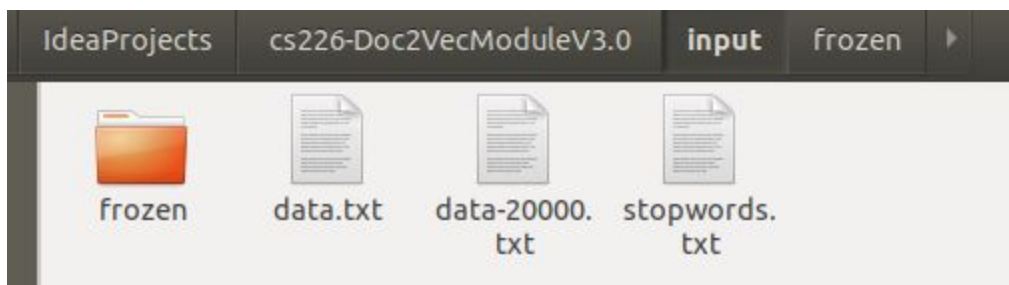 IdeaProjects cs226-Doc2VecModuleV3.0 input frozen
frozen data.txt data-20000. stopwords.
txt txt